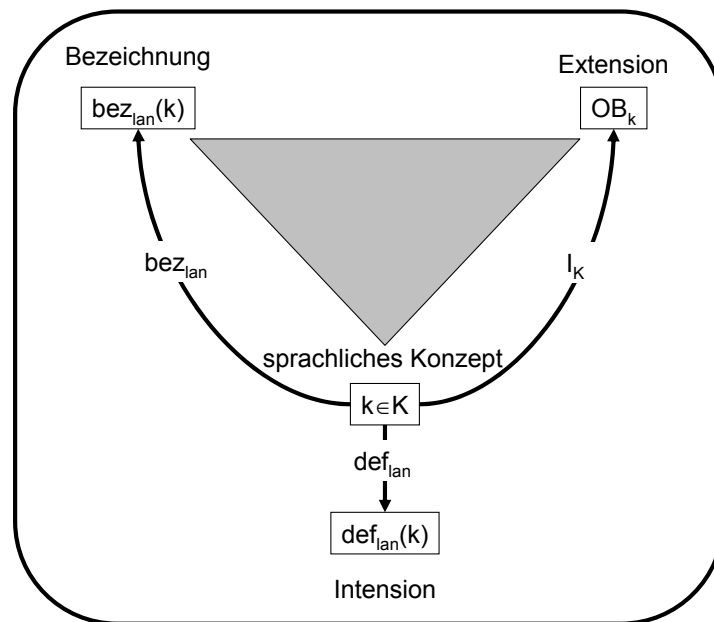 Bezeichnung
Extension
bez_lan(k)
OB_k
bez_lan
I_K
sprachliches Konzept
k∈K
def_lan
def_lan(k)
Intension